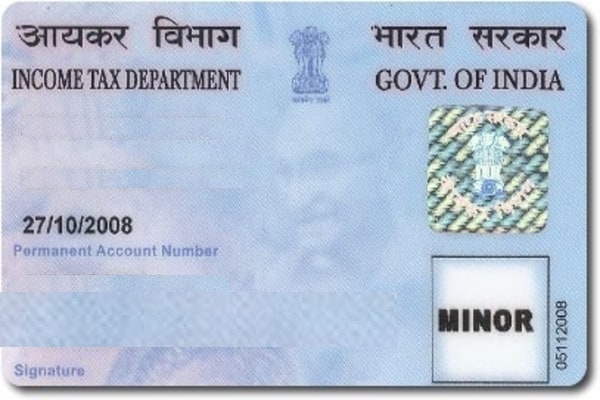 आयकर विभाग भारत सरकार
INCOME TAX DEPARTMENT GOVT. OF INDIA
27/10/2008
Permanent Account Number
MINOR
05112008
Signature